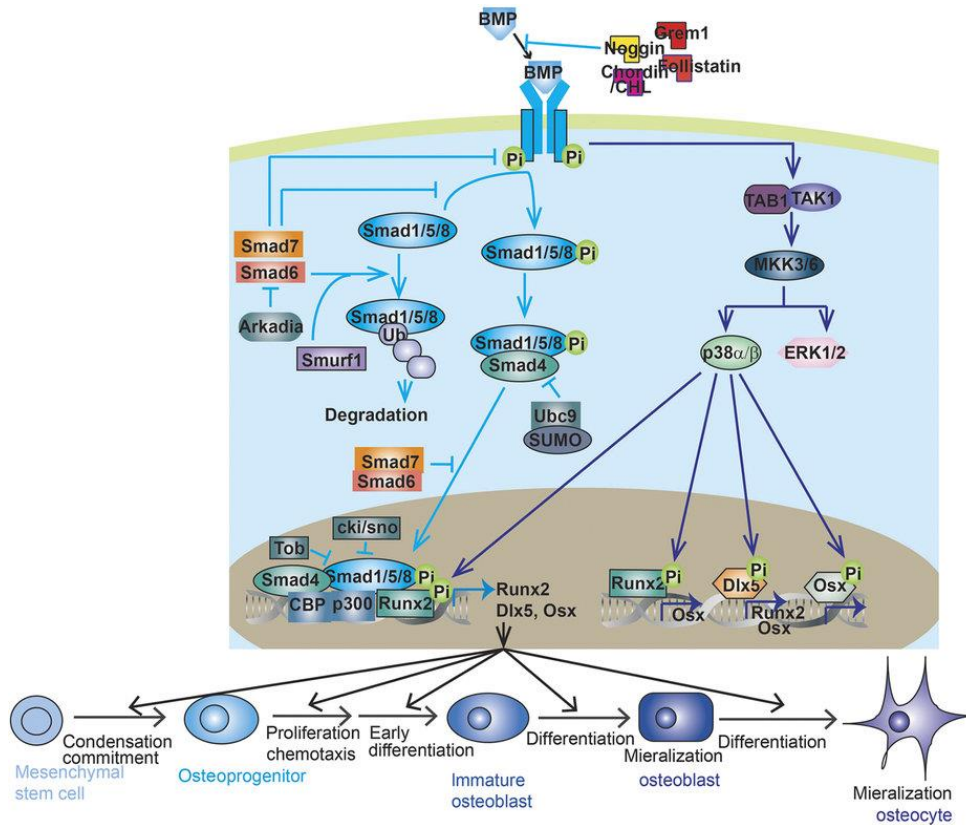 BMP
Grem1
Noggin
Follistatin
Chordin
/CHL
BMP
Pi
Pi
TAB1
TAK1
Smad1/5/8
Smad7
Smad1/5/8
Pi
Smad6
MKK3/6
Arkadia
Smad1/5/8
Ub
Smad1/5/8
Pi
p38α/β
ERK1/2
Smurf1
Smad4
Degradation
Ubc9
SUMO
Smad7
Smad6
cki/sno
Tob
Smad4
Smad1/5/8
Pi
Pi
CBP
p300
Runx2
Runx2
Dlx5, Osx
Runx2
Pi
Osx
Dlx5
Pi
Runx2
Osx
Osx
Pi
Condensation
commitment
Proliferation
chemotaxis
Early
differentiation
Differentiation
Mieralization
Differentiation
Mesenchymal
stem cell
Osteoprogenitor
Immature
osteoblast
osteoblast
Mieralization
osteocyte